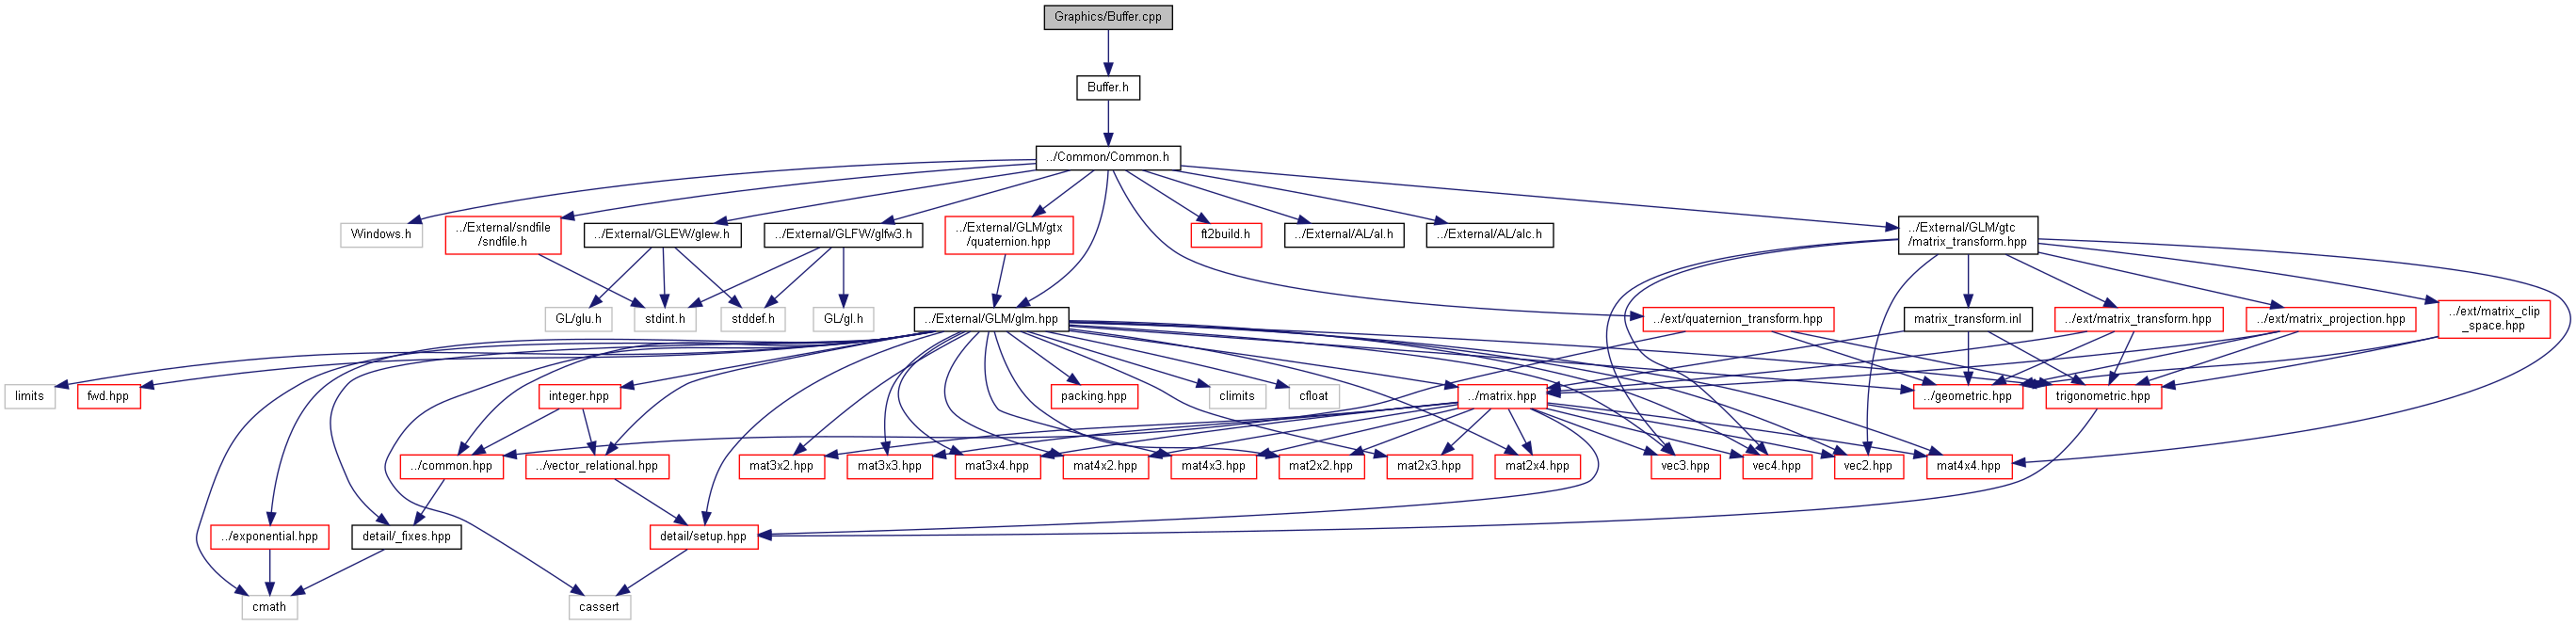 Graphics/Buffer.cpp
Buffer.h
../Common/Common.h
Windows.h
../External/sndfile
/sndfile.h
../External/GLEW/glew.h
../External/GLFW/glfw3.h
../External/GLM/gtx
/quaternion.hpp
ft2build.h
../External/AL/al.h
../External/AL/alc.h
../External/GLM/gtc
/matrix_transform.hpp
GL/glu.h
stdint.h
stddef.h
GL/gl.h
../External/GLM/glm.hpp
../ext/quaternion_transform.hpp
matrix_transform.inl
../ext/matrix_transform.hpp
../ext/matrix_projection.hpp
../ext/matrix_clip
_space.hpp
limits
fwd.hpp
integer.hpp
packing.hpp
climits
cfloat
../matrix.hpp
../geometric.hpp
trigonometric.hpp
../common.hpp
../vector_relational.hpp
mat3x2.hpp
mat3x3.hpp
mat3x4.hpp
mat4x2.hpp
mat4x3.hpp
mat2x2.hpp
mat2x3.hpp
mat2x4.hpp
vec3.hpp
vec4.hpp
vec2.hpp
mat4x4.hpp
../exponential.hpp
detail/_fixes.hpp
detail/setup.hpp
cmath
cassert